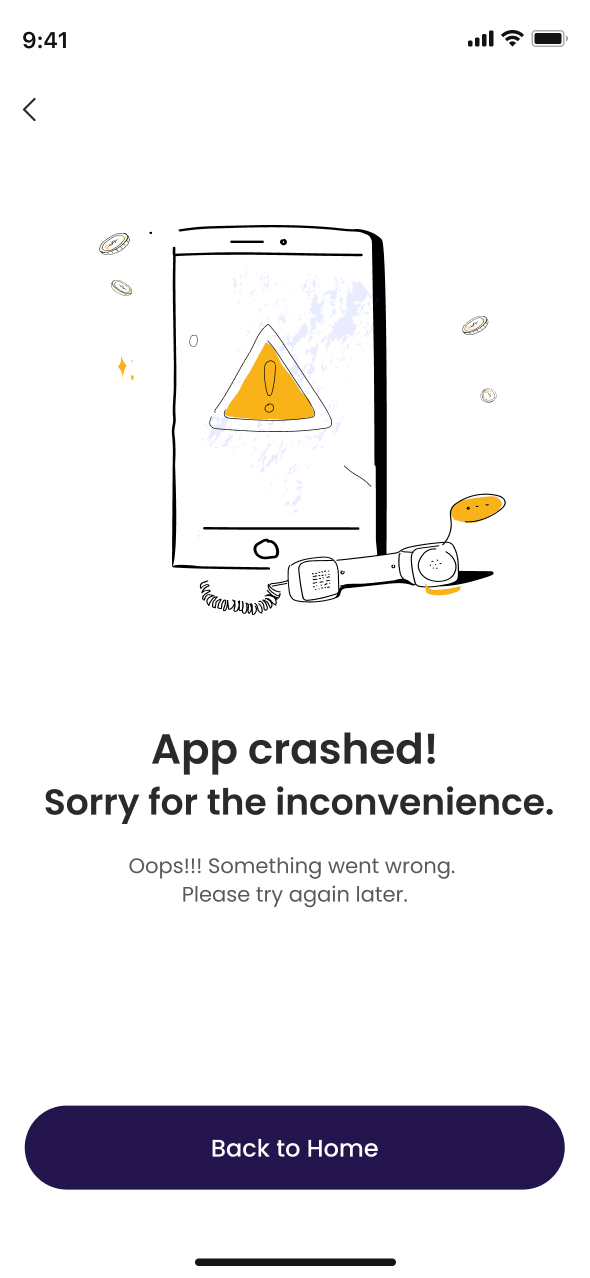 9:41
App crashed!
Sorry for the inconvenience.
Oops!!! Something went wrong.
Please try again later.
Back to Home